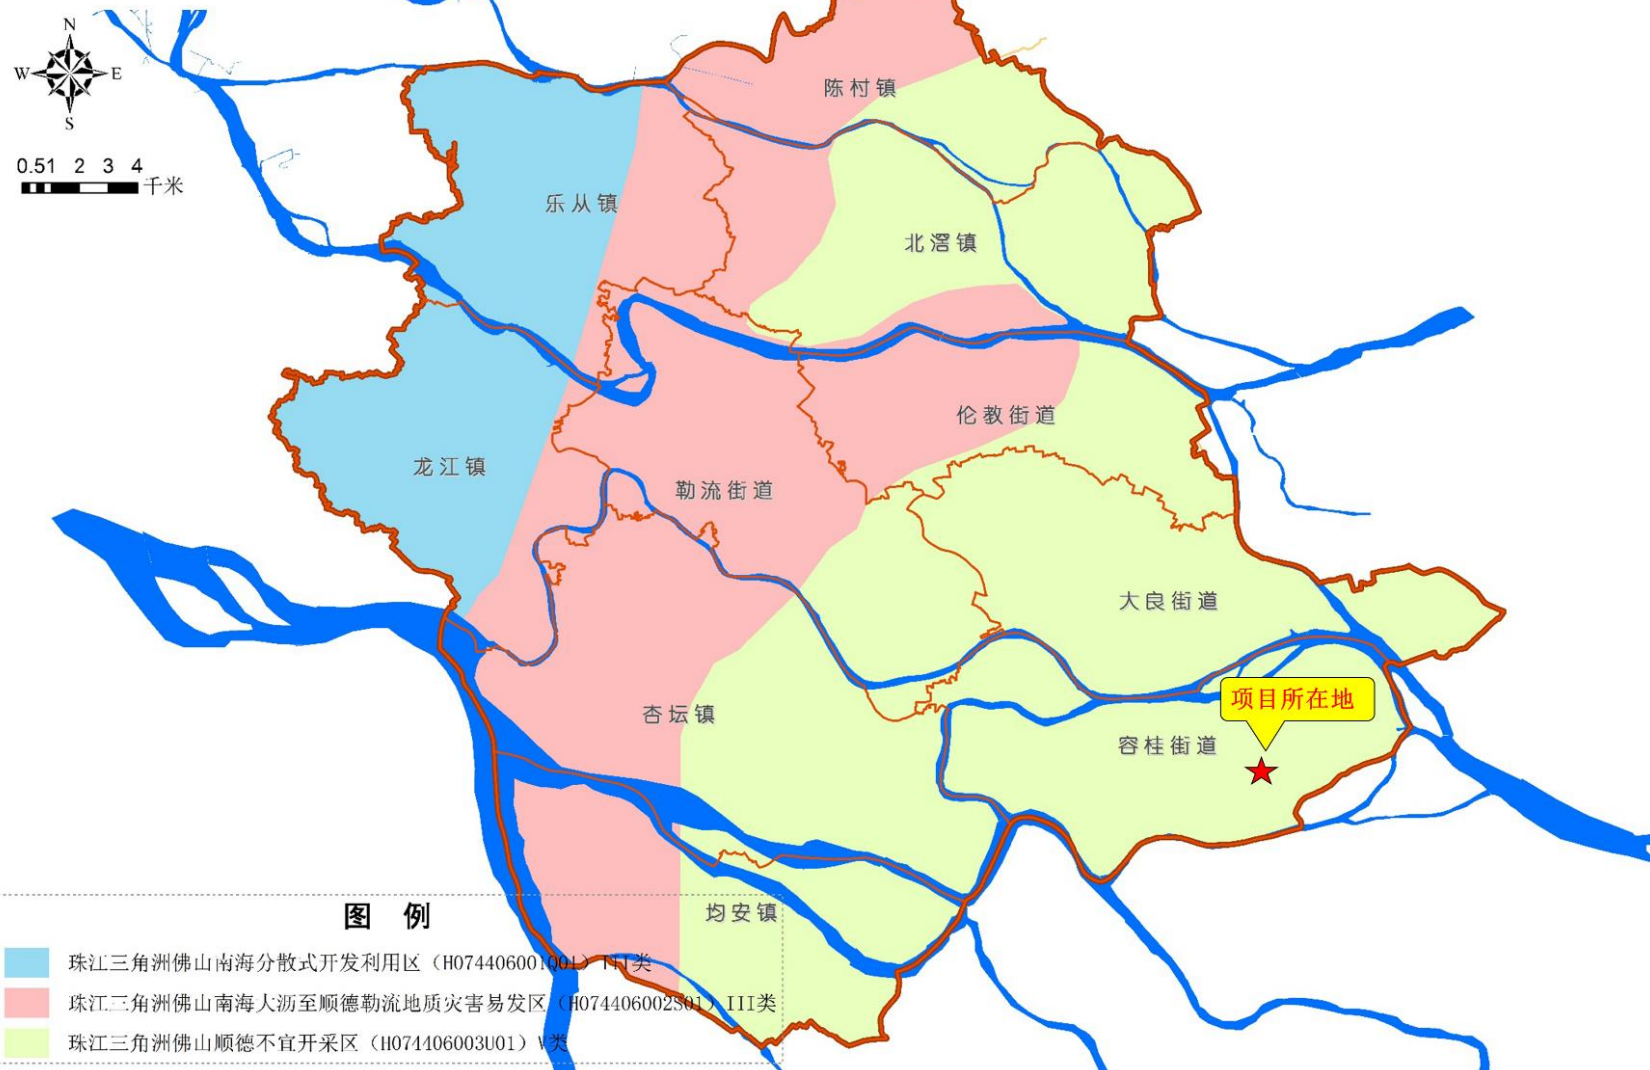 N
W E
S
0.51 2 3 4
千米
陈村镇
乐从镇
北滘镇
伦教街道
龙江镇
勒流街道
大良街道
项目所在地
杏坛镇
容桂街道
均安镇
图 例
珠江三角洲佛山南海分散式开发利用区（H074406001Q01）III类
珠江三角洲佛山南海大沥至顺德勒流地质灾害易发区（H074406002S01）III类
珠江三角洲佛山顺德不宜开采区（H074406003U01）V类